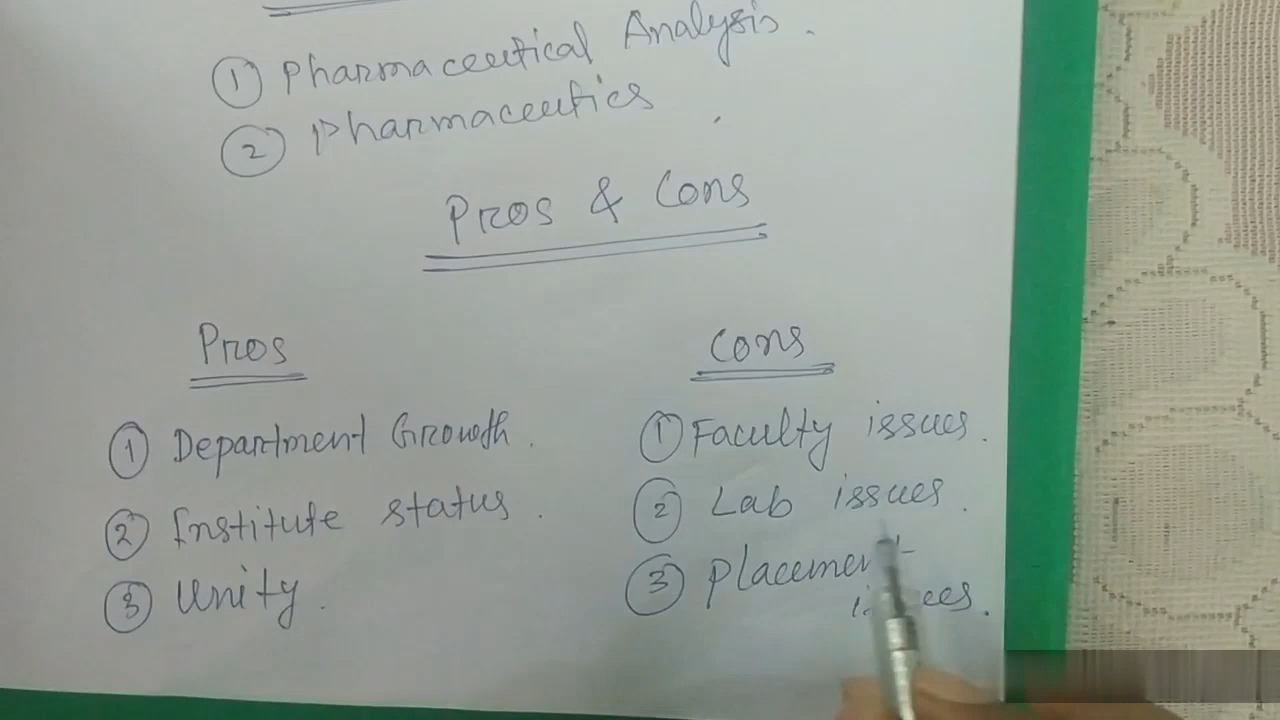 ① Pharmaceutical Analysis.
② Pharmaceutics
Pros & Cons
Pros
① Department Growth.
② Institute status.
③ Unity.
Cons
① Faculty issues.
② Lab issues.
③ Placement
issues.